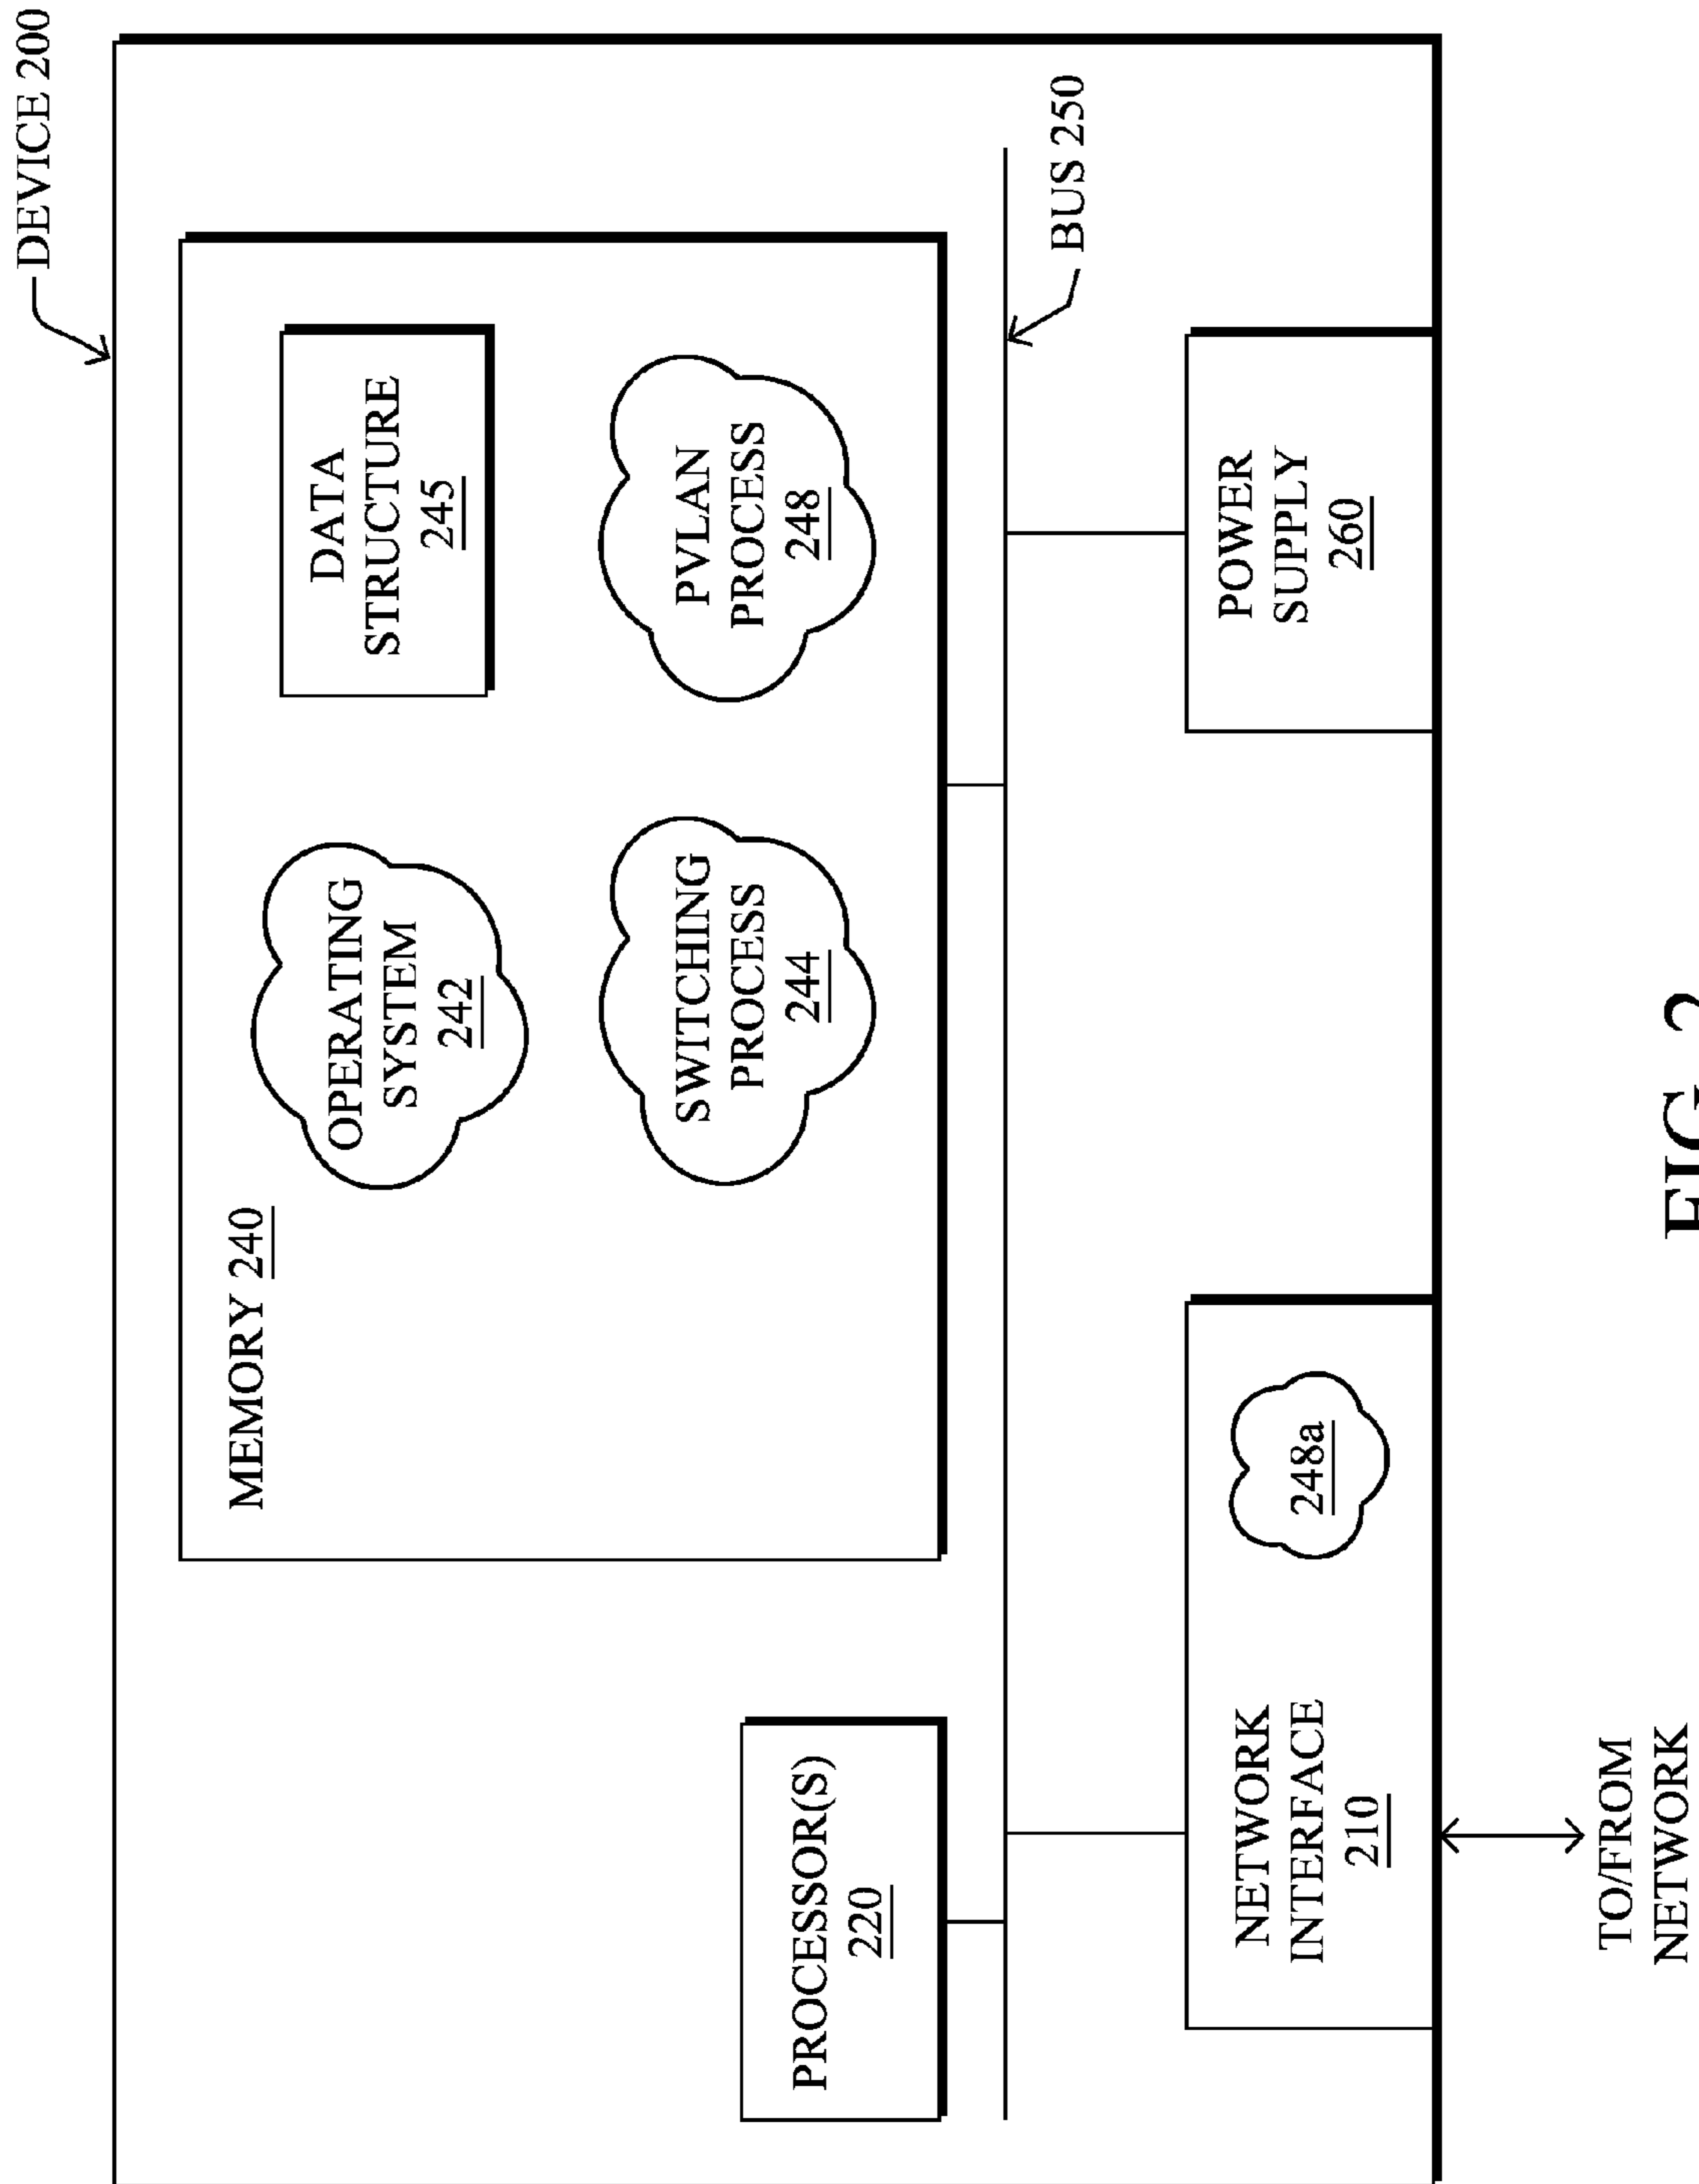 DEVICE 200
MEMORY 240
OPERATING
SYSTEM
242
DATA
STRUCTURE
245
SWITCHING
PROCESS
244
PVLAN
PROCESS
248
PROCESSOR(S)
220
BUS 250
NETWORK
INTERFACE
210
248a
POWER
SUPPLY
260
TO/FROM
NETWORK
FIG. 2